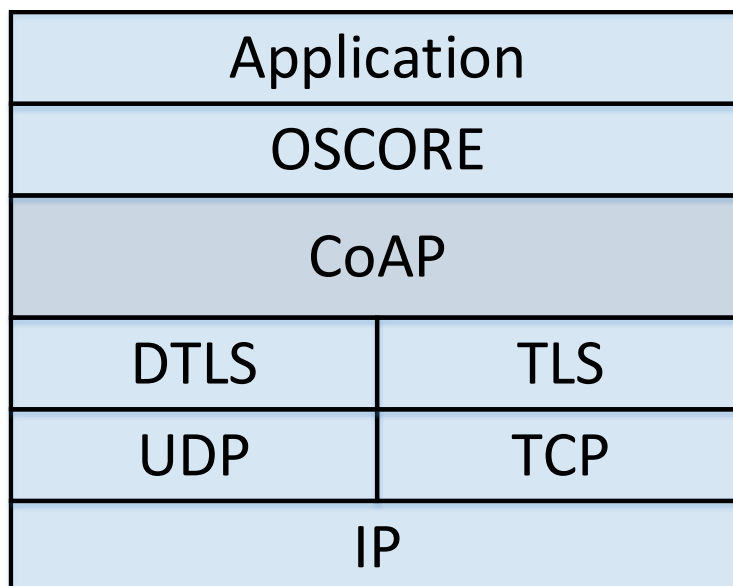 Application
OSCORE
CoAP
DTLS TLS
UDP TCP
IP